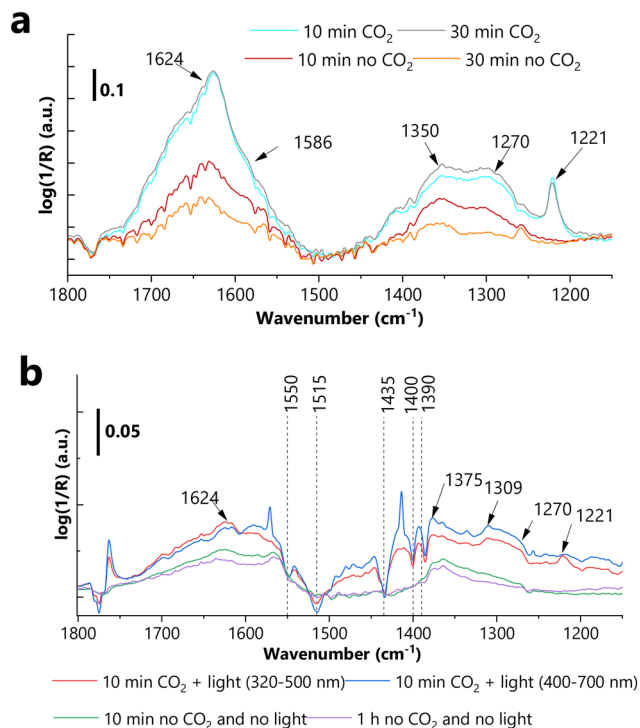 a
10 min CO₂
30 min CO₂
10 min no CO₂
30 min no CO₂
1624
0.1
1586
1350
1270
1221
log(1/R) (a.u.)
1800 1700 1600 1500 1400 1300 1200
Wavenumber (cm⁻¹)
b
1550
1515
1435
1400
1390
0.05
1624
1375
1309
1270
1221
log(1/R) (a.u.)
1800 1700 1600 1500 1400 1300 1200
Wavenumber (cm⁻¹)
10 min CO₂ + light (320-500 nm)
10 min CO₂ + light (400-700 nm)
10 min no CO₂ and no light
1 h no CO₂ and no light